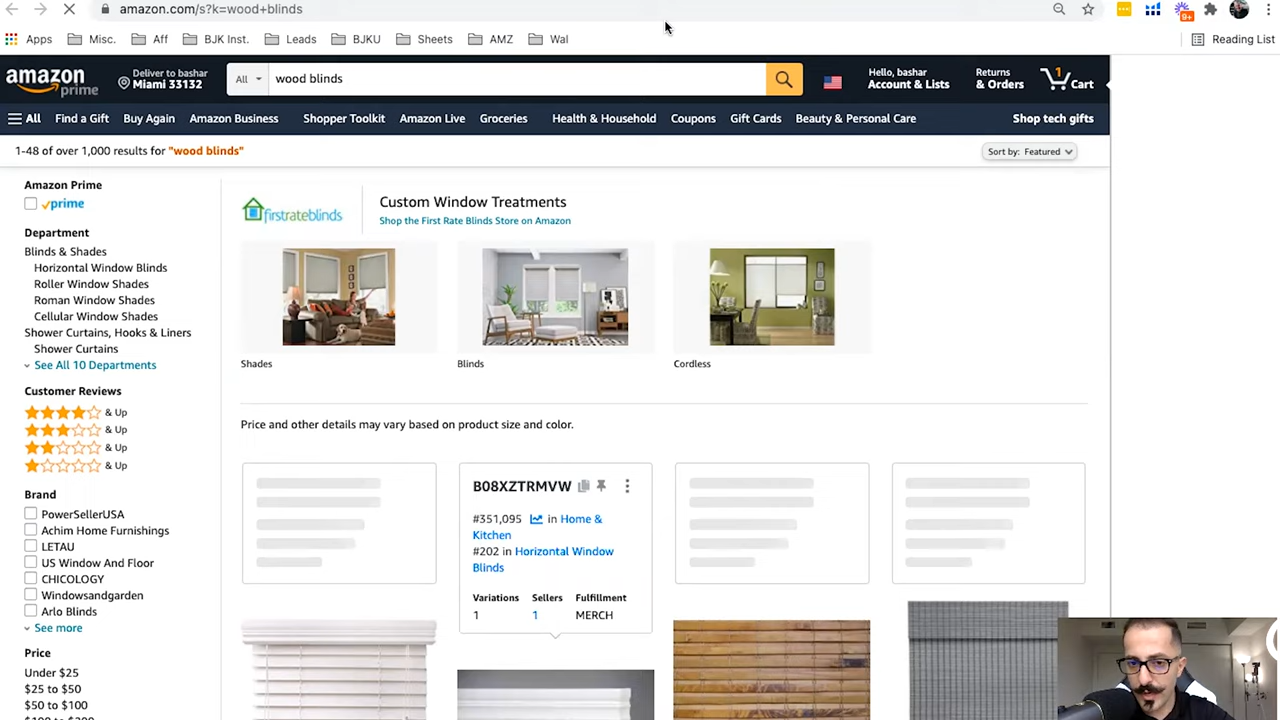 amazon.com/s?k=wood+blinds
9+
Apps Misc. Aff BJK Inst. Leads BJKU Sheets AMZ Wal Reading List
amazon prime
Deliver to bashar
Miami 33132
All
wood blinds
Hello, bashar
Account & Lists
Returns
& Orders
1
Cart
All Find a Gift Buy Again Amazon Business Shopper Toolkit Amazon Live Groceries Health & Household Coupons Gift Cards Beauty & Personal Care Shop tech gifts
1-48 of over 1,000 results for "wood blinds"
Sort by: Featured
Amazon Prime
prime
Department
Blinds & Shades
Horizontal Window Blinds
Roller Window Shades
Roman Window Shades
Cellular Window Shades
Shower Curtains, Hooks & Liners
Shower Curtains
See All 10 Departments
Customer Reviews
& Up
& Up
& Up
& Up
Brand
PowerSellerUSA
Achim Home Furnishings
LETAU
US Window And Floor
CHICOLOGY
Windowsandgarden
Arlo Blinds
See more
Price
Under $25
$25 to $50
$50 to $100
$100 to $200
firstrateblinds
Custom Window Treatments
Shop the First Rate Blinds Store on Amazon
Shades
Blinds
Cordless
Price and other details may vary based on product size and color.
B08XZTRMVW
#351,095 in Home &
Kitchen
#202 in Horizontal Window
Blinds
Variations Sellers Fulfillment
1 1 MERCH